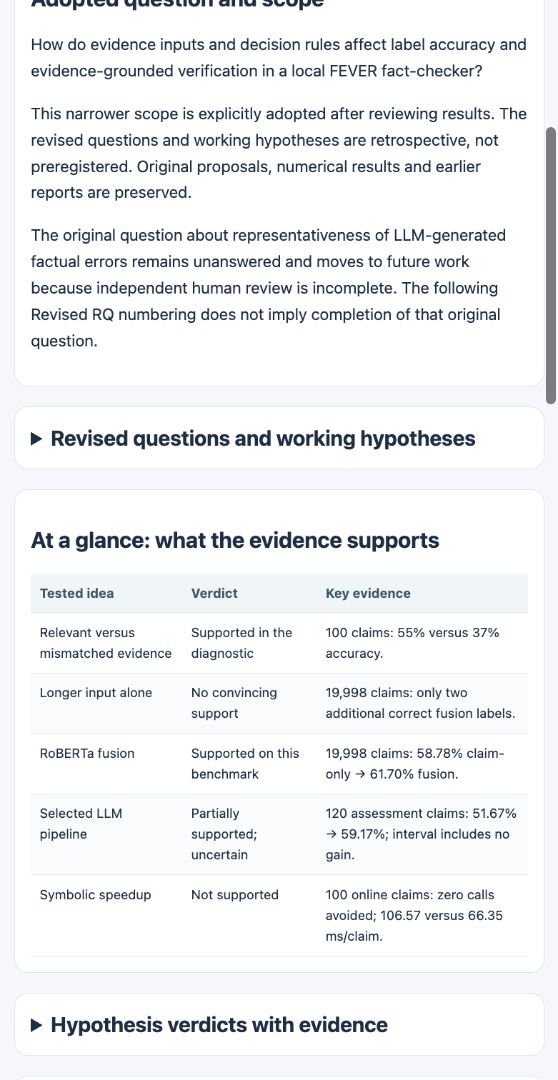 Adopted question and scope
How do evidence inputs and decision rules affect label accuracy and
evidence-grounded verification in a local FEVER fact-checker?
This narrower scope is explicitly adopted after reviewing results. The
revised questions and working hypotheses are retrospective, not
preregistered. Original proposals, numerical results and earlier
reports are preserved.
The original question about representativeness of LLM-generated
factual errors remains unanswered and moves to future work
because independent human review is incomplete. The following
Revised RQ numbering does not imply completion of that original
question.
▶ Revised questions and working hypotheses
At a glance: what the evidence supports
Tested idea Verdict Key evidence
Relevant versus Supported in the 100 claims: 55% versus 37%
mismatched evidence diagnostic accuracy.
Longer input alone No convincing 19,998 claims: only two
support additional correct fusion labels.
RoBERTa fusion Supported on this 19,998 claims: 58.78% claim-
benchmark only → 61.70% fusion.
Selected LLM Partially 120 assessment claims: 51.67%
pipeline supported; → 59.17%; interval includes no
uncertain gain.
Symbolic speedup Not supported 100 online claims: zero calls
avoided; 106.57 versus 66.35
ms/claim.
▶ Hypothesis verdicts with evidence